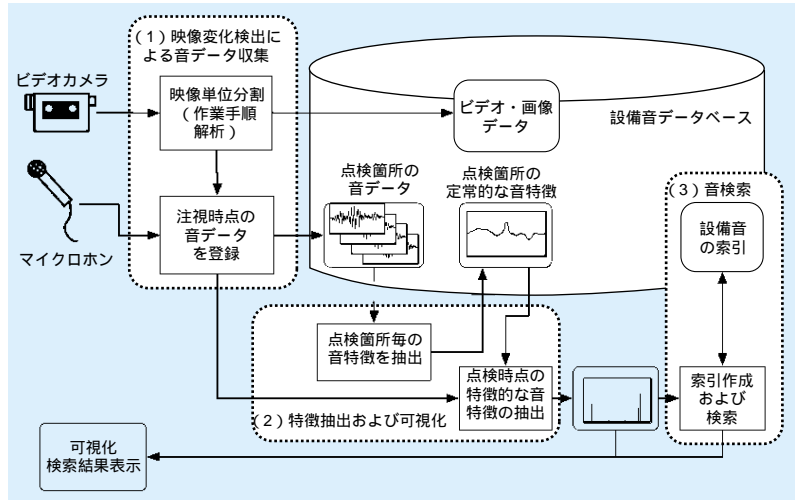 （1）映像変化検出に
よる音データ収集
ビデオカメラ
映像単位分割
（作業手順
解析）
ビデオ・画像
データ
設備音データベース
マイクロホン
注視時点の
音データ
を登録
点検箇所の
音データ
点検箇所の
定常的な音特徴
（3）音検索
設備音
の索引
点検箇所毎の
音特徴を抽出
点検時点の
特徴的な音
特徴の抽出
（2）特徴抽出および可視化
索引作成
および
検索
可視化
検索結果表示